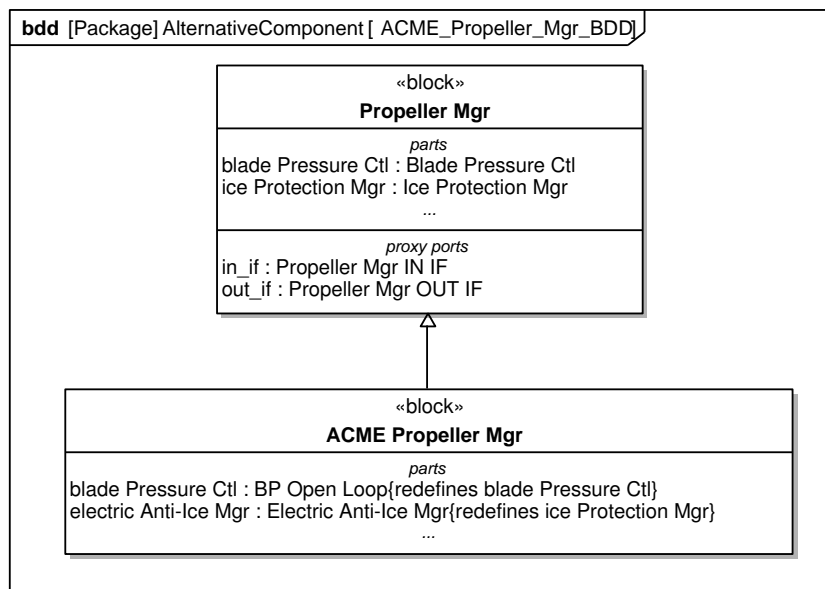 bdd [Package] AlternativeComponent [ ACME_Propeller_Mgr_BDD]
«block»
Propeller Mgr
parts
blade Pressure Ctl : Blade Pressure Ctl
ice Protection Mgr : Ice Protection Mgr
...
proxy ports
in_if : Propeller Mgr IN IF
out_if : Propeller Mgr OUT IF
«block»
ACME Propeller Mgr
parts
blade Pressure Ctl : BP Open Loop{redefines blade Pressure Ctl}
electric Anti-Ice Mgr : Electric Anti-Ice Mgr{redefines ice Protection Mgr}
...